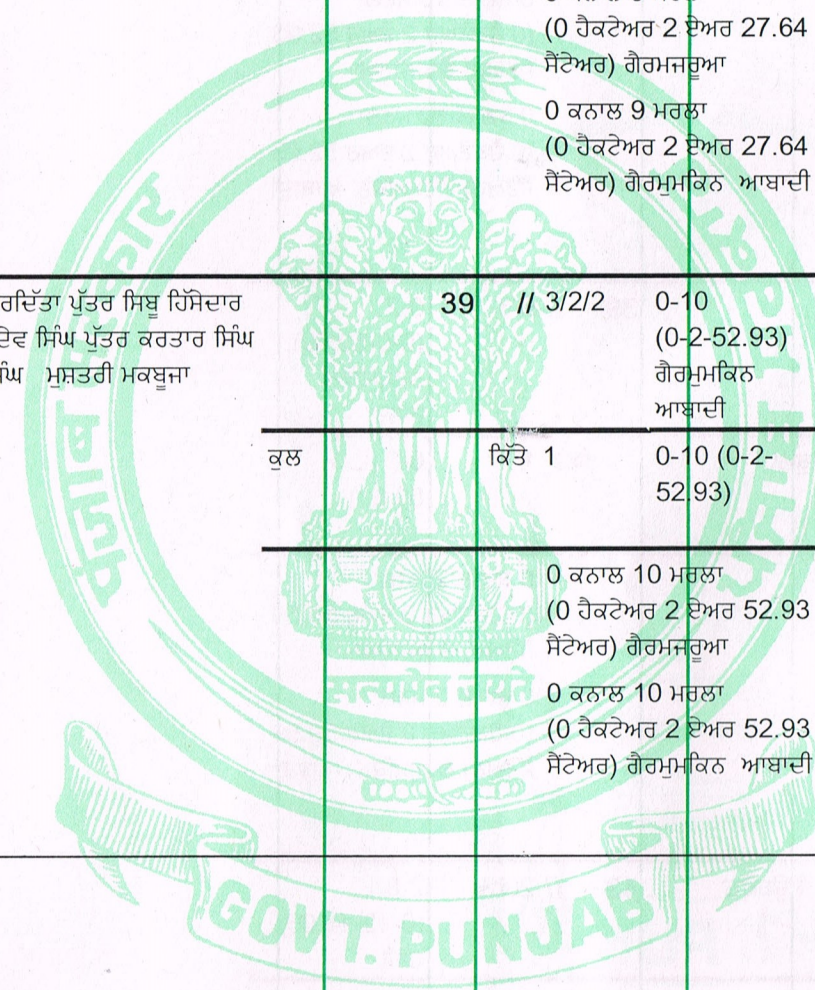 (0 ਹੈਕਟੇਅਰ 2 ਏਅਰ 27.64
ਸੈਂਟੇਅਰ) ਗੈਰਮਜਰੂਆ
0 ਕਨਾਲ 9 ਮਰਲਾ
(0 ਹੈਕਟੇਅਰ 2 ਏਅਰ 27.64
ਸੈਂਟੇਅਰ) ਗੈਰਮੁਮਕਿਨ ਆਬਾਦੀ
ਰਦਿੱਤਾ ਪੁੱਤਰ ਸਿਬੂ ਹਿੱਸੇਦਾਰ 39 // 3/2/2 0-10
ਦੇਵ ਸਿੰਘ ਪੁੱਤਰ ਕਰਤਾਰ ਸਿੰਘ (0-2-52.93)
ਸਿੰਘ ਮੁਸ਼ਤਰੀ ਮਕਬੂਜਾ ਗੈਰਮੁਮਕਿਨ
ਆਬਾਦੀ
ਕੁਲ ਕਿੱਤੇ 1 0-10 (0-2-
52.93)
0 ਕਨਾਲ 10 ਮਰਲਾ
(0 ਹੈਕਟੇਅਰ 2 ਏਅਰ 52.93
ਸੈਂਟੇਅਰ) ਗੈਰਮਜਰੂਆ
0 ਕਨਾਲ 10 ਮਰਲਾ
(0 ਹੈਕਟੇਅਰ 2 ਏਅਰ 52.93
ਸੈਂਟੇਅਰ) ਗੈਰਮੁਮਕਿਨ ਆਬਾਦੀ
ਪੰਜਾਬ ਸਰਕਾਰ
सत्यमेव जयते
GOVT. PUNJAB